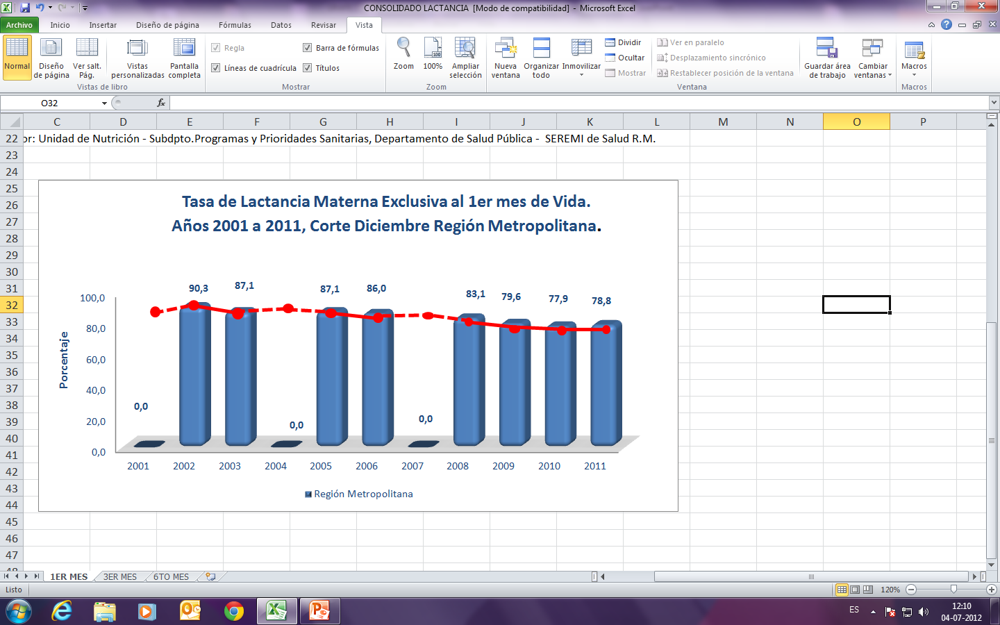 CONSOLIDADO LACTANCIA [Modo de compatibilidad] - Microsoft Excel
Archivo Inicio Insertar Diseño de página Fórmulas Datos Revisar Vista
Normal
Diseño de página
Ver salt. Pág.
Vistas personalizadas
Pantalla completa
Vistas de libro
Regla
Barra de fórmulas
Líneas de cuadrícula
Títulos
Mostrar
Zoom
100%
Ampliar selección
Zoom
Nueva ventana
Organizar todo
Inmovilizar
Dividir
Ocultar
Mostrar
Ver en paralelo
Desplazamiento sincrónico
Restablecer posición de la ventana
Ventana
Guardar área de trabajo
Cambiar ventanas
Macros
Macros
O32
fx
C D E F G H I J K L M N O P
22 or: Unidad de Nutrición - Subdpto.Programas y Prioridades Sanitarias, Departamento de Salud Pública - SEREMI de Salud R.M.
23
24
25
26
27
28
29
30
31
32
33
34
35
36
37
38
39
40
41
42
43
44
45
46
47
48
Tasa de Lactancia Materna Exclusiva al 1er mes de Vida.
Años 2001 a 2011, Corte Diciembre Región Metropolitana.
Porcentaje
100,0
80,0
60,0
40,0
20,0
0,0
0,0 90,3 87,1 0,0 87,1 86,0 0,0 83,1 79,6 77,9 78,8
2001 2002 2003 2004 2005 2006 2007 2008 2009 2010 2011
Región Metropolitana
1ER MES 3ER MES 6TO MES
Listo
120%
ES
12:10
04-07-2012